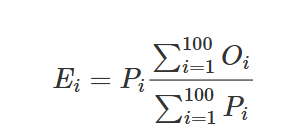 $E_i = P_i \frac{\sum_{i=1}^{100} O_i}{\sum_{i=1}^{100} P_i}$